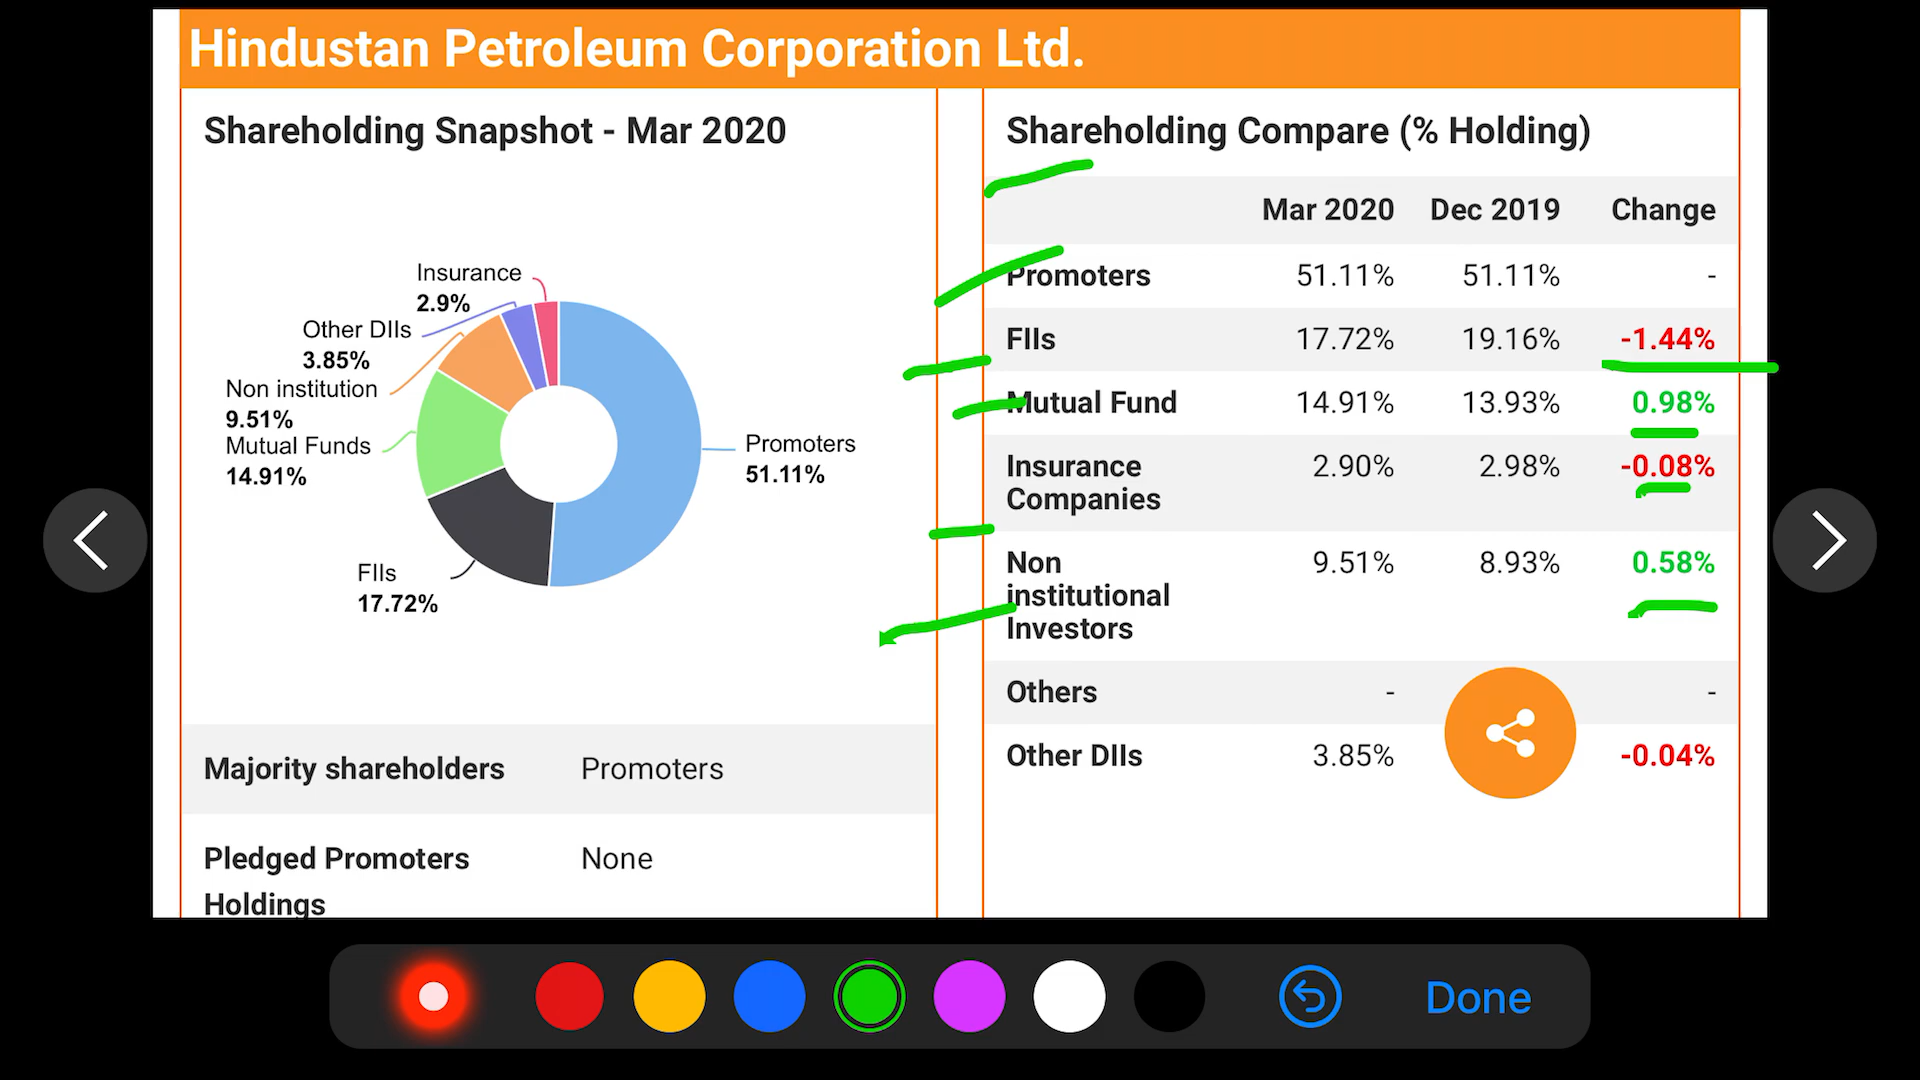 Hindustan Petroleum Corporation Ltd.
Shareholding Snapshot - Mar 2020
Insurance
2.9%
Other DIIs
3.85%
Non institution
9.51%
Mutual Funds
14.91%
Promoters
51.11%
FIIs
17.72%
Majority shareholders Promoters
Pledged Promoters None
Holdings
Shareholding Compare (% Holding)
Mar 2020 Dec 2019 Change
Promoters 51.11% 51.11% -
FIIs 17.72% 19.16% -1.44%
Mutual Fund 14.91% 13.93% 0.98%
Insurance 2.90% 2.98% -0.08%
Companies
Non 9.51% 8.93% 0.58%
institutional
Investors
Others - -
Other DIIs 3.85% -0.04%
Done